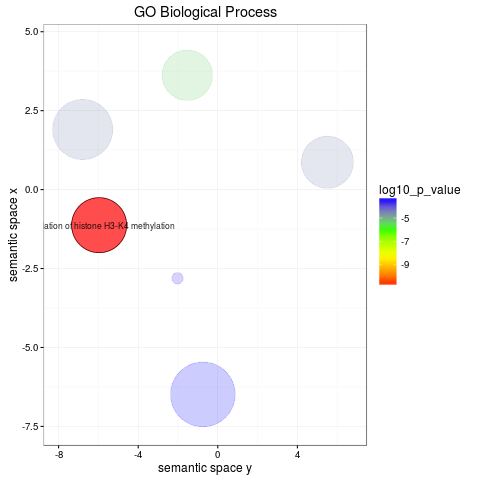 GO Biological Process
5.0
2.5
0.0
-2.5
-5.0
-7.5
semantic space x
ation of histone H3-K4 methylation
-8
-4
0
4
semantic space y
log10_p_value
-5
-7
-9